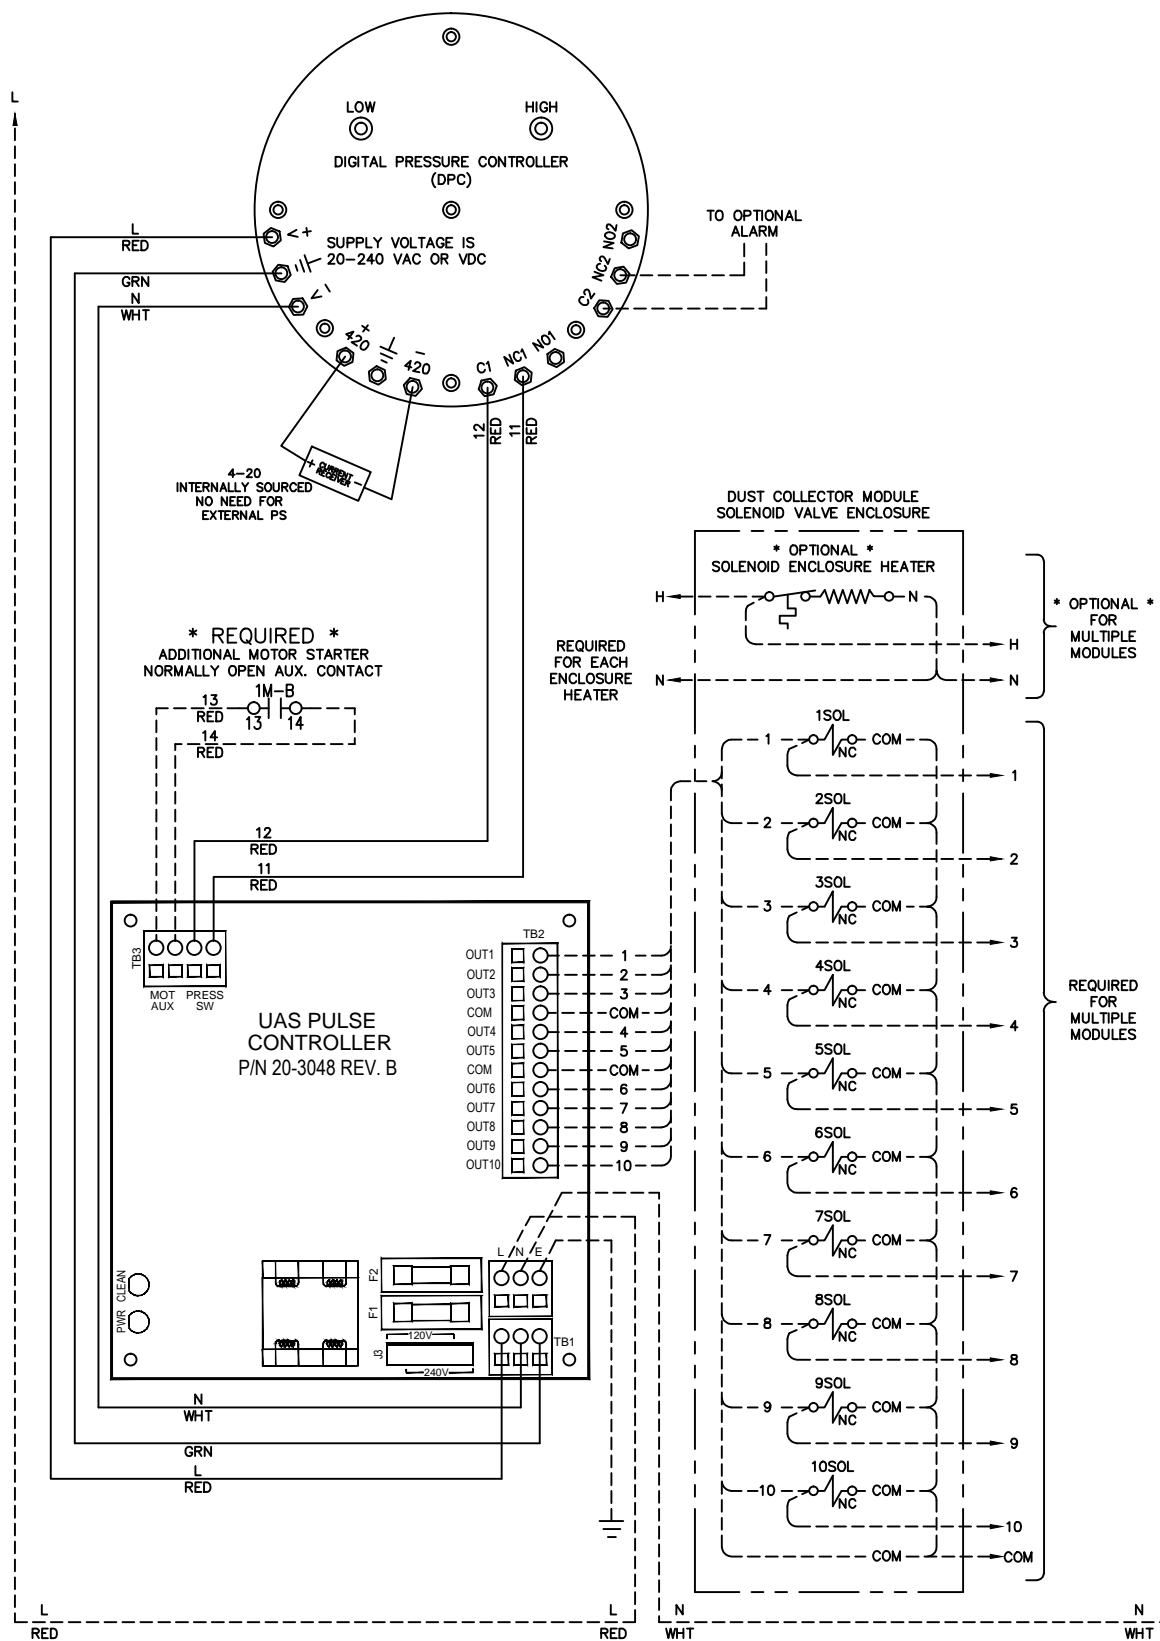 L
LOW
HIGH
DIGITAL PRESSURE CONTROLLER
(DPC)
L
RED
V+
SUPPLY VOLTAGE IS
20-240 VAC OR VDC
GRN
N
WHT
V-
TO OPTIONAL
ALARM
NO2
NC2
C2
+
420
-
420
C1
NC1
NO1
12
RED
11
RED
+ CURRENT -
RECEIVER
4-20
INTERNALLY SOURCED
NO NEED FOR
EXTERNAL PS
DUST COLLECTOR MODULE
SOLENOID VALVE ENCLOSURE
* OPTIONAL *
SOLENOID ENCLOSURE HEATER
H
N
H
N
N
* OPTIONAL *
FOR
MULTIPLE
MODULES
REQUIRED
FOR EACH
ENCLOSURE
HEATER
* REQUIRED *
ADDITIONAL MOTOR STARTER
NORMALLY OPEN AUX. CONTACT
1M-B
13
RED
13
14
14
RED
12
RED
11
RED
1SOL
1
COM
NC
1
2SOL
2
COM
NC
2
3SOL
3
COM
NC
3
4SOL
4
COM
NC
4
5SOL
5
COM
NC
5
6SOL
6
COM
NC
6
7SOL
7
COM
NC
7
8SOL
8
COM
NC
8
9SOL
9
COM
NC
9
10SOL
10
COM
NC
10
COM
COM
REQUIRED
FOR
MULTIPLE
MODULES
TB3
MOT
AUX
PRESS
SW
UAS PULSE
CONTROLLER
P/N 20-3048 REV. B
TB2
OUT1
1
OUT2
2
OUT3
3
COM
COM
OUT4
4
OUT5
5
COM
COM
OUT6
6
OUT7
7
OUT8
8
OUT9
9
OUT10
10
L N E
CLEAN
PWR
F2
F1
120V
J3
240V
TB1
N
WHT
GRN
L
RED
L
RED
L
RED
N
WHT
N
WHT